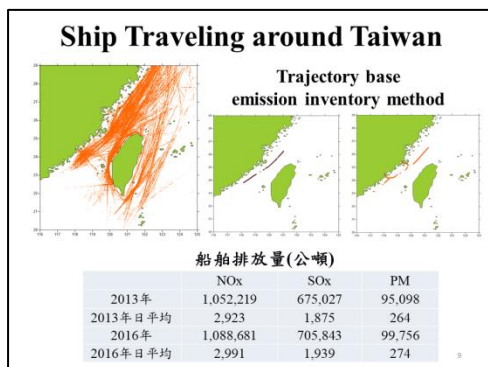 Ship Traveling around Taiwan
Trajectory base
emission inventory method
船舶排放量(公噸)
NOx SOx PM
2013年 1,052,219 675,027 95,098
2013年日平均 2,923 1,875 264
2016年 1,088,681 705,843 99,756
2016年日平均 2,991 1,939 274
9